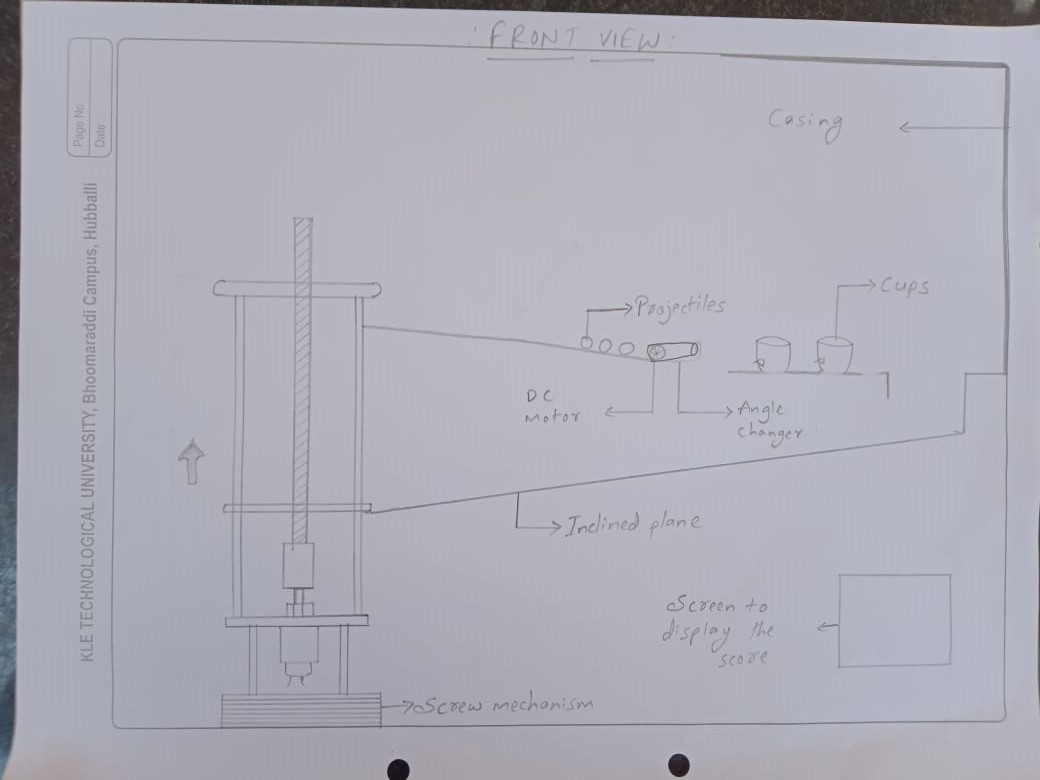 FRONT VIEW
Page No :
Date
KLE TECHNOLOGICAL UNIVERSITY, Bhoomaraddi Campus, Hubballi
Casing
Cups
Projectiles
DC
Motor
Angle
Changer
Inclined plane
Screen to
display the
score
Screw mechanism